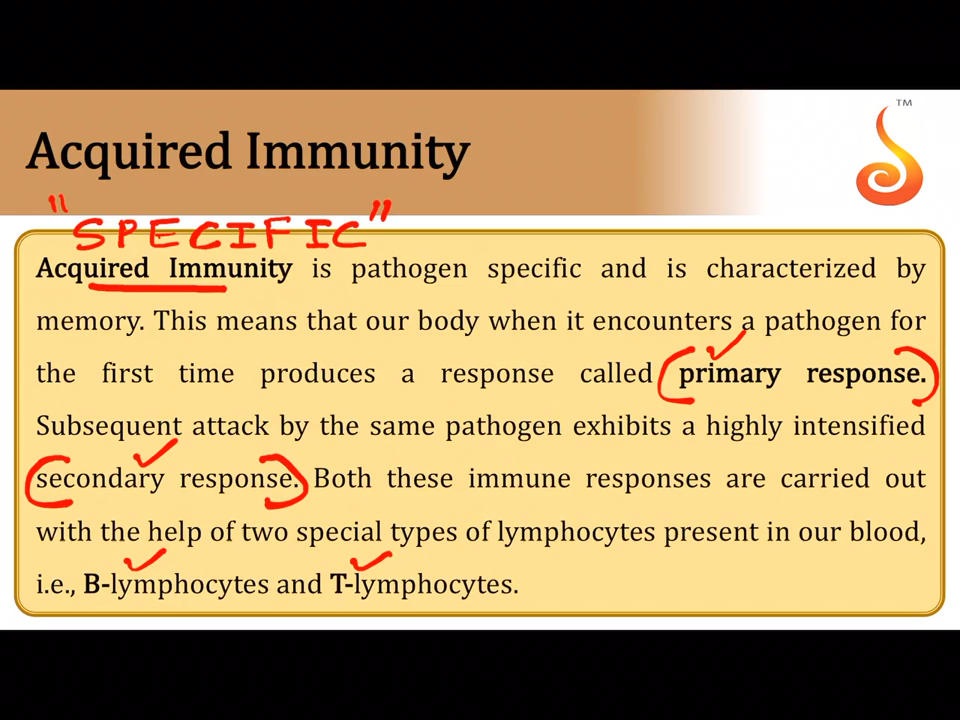 TM
Acquired Immunity
"SPECIFIC"
Acquired Immunity is pathogen specific and is characterized by
memory. This means that our body when it encounters a pathogen for
the first time produces a response called primary response.
Subsequent attack by the same pathogen exhibits a highly intensified
secondary response. Both these immune responses are carried out
with the help of two special types of lymphocytes present in our blood,
i.e., B-lymphocytes and T-lymphocytes.